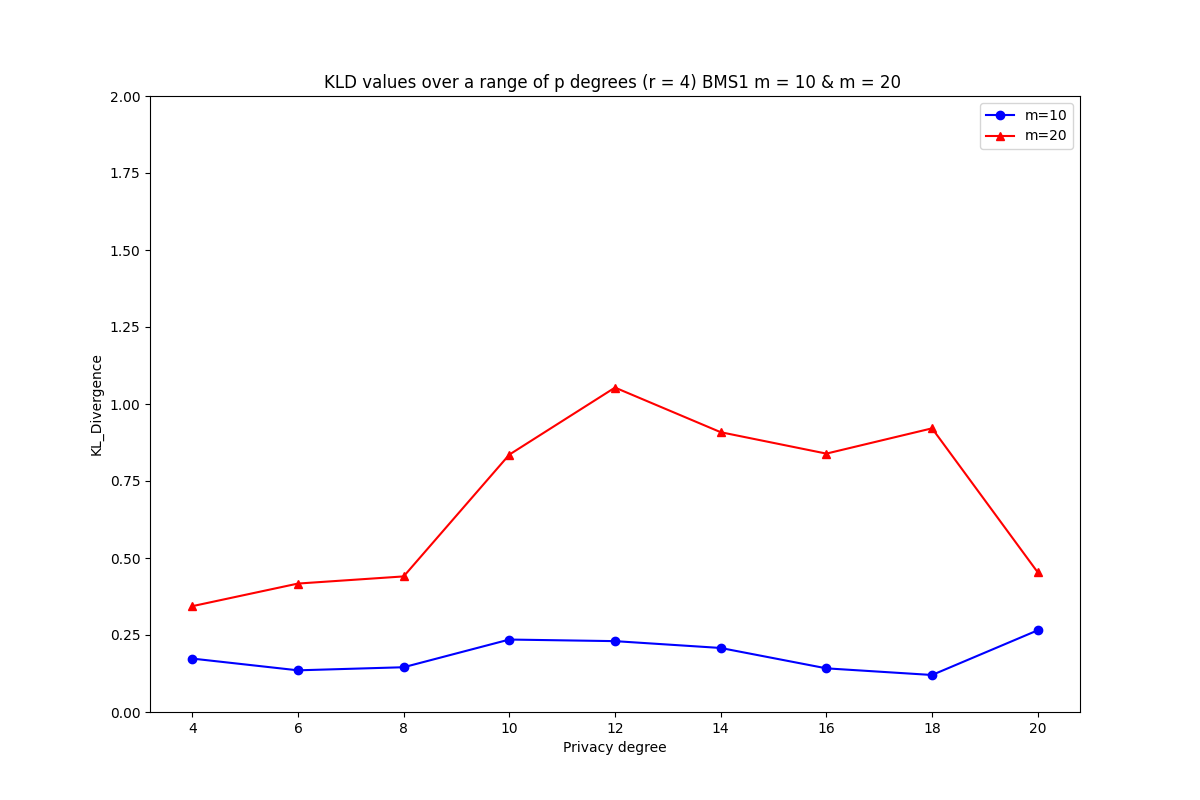 KLD values over a range of p degrees (r = 4) BMS1 m = 10 & m = 20
m=10
m=20
2.00
1.75
1.50
1.25
1.00
0.75
0.50
0.25
0.00
KL_Divergence
4 6 8 10 12 14 16 18 20
Privacy degree